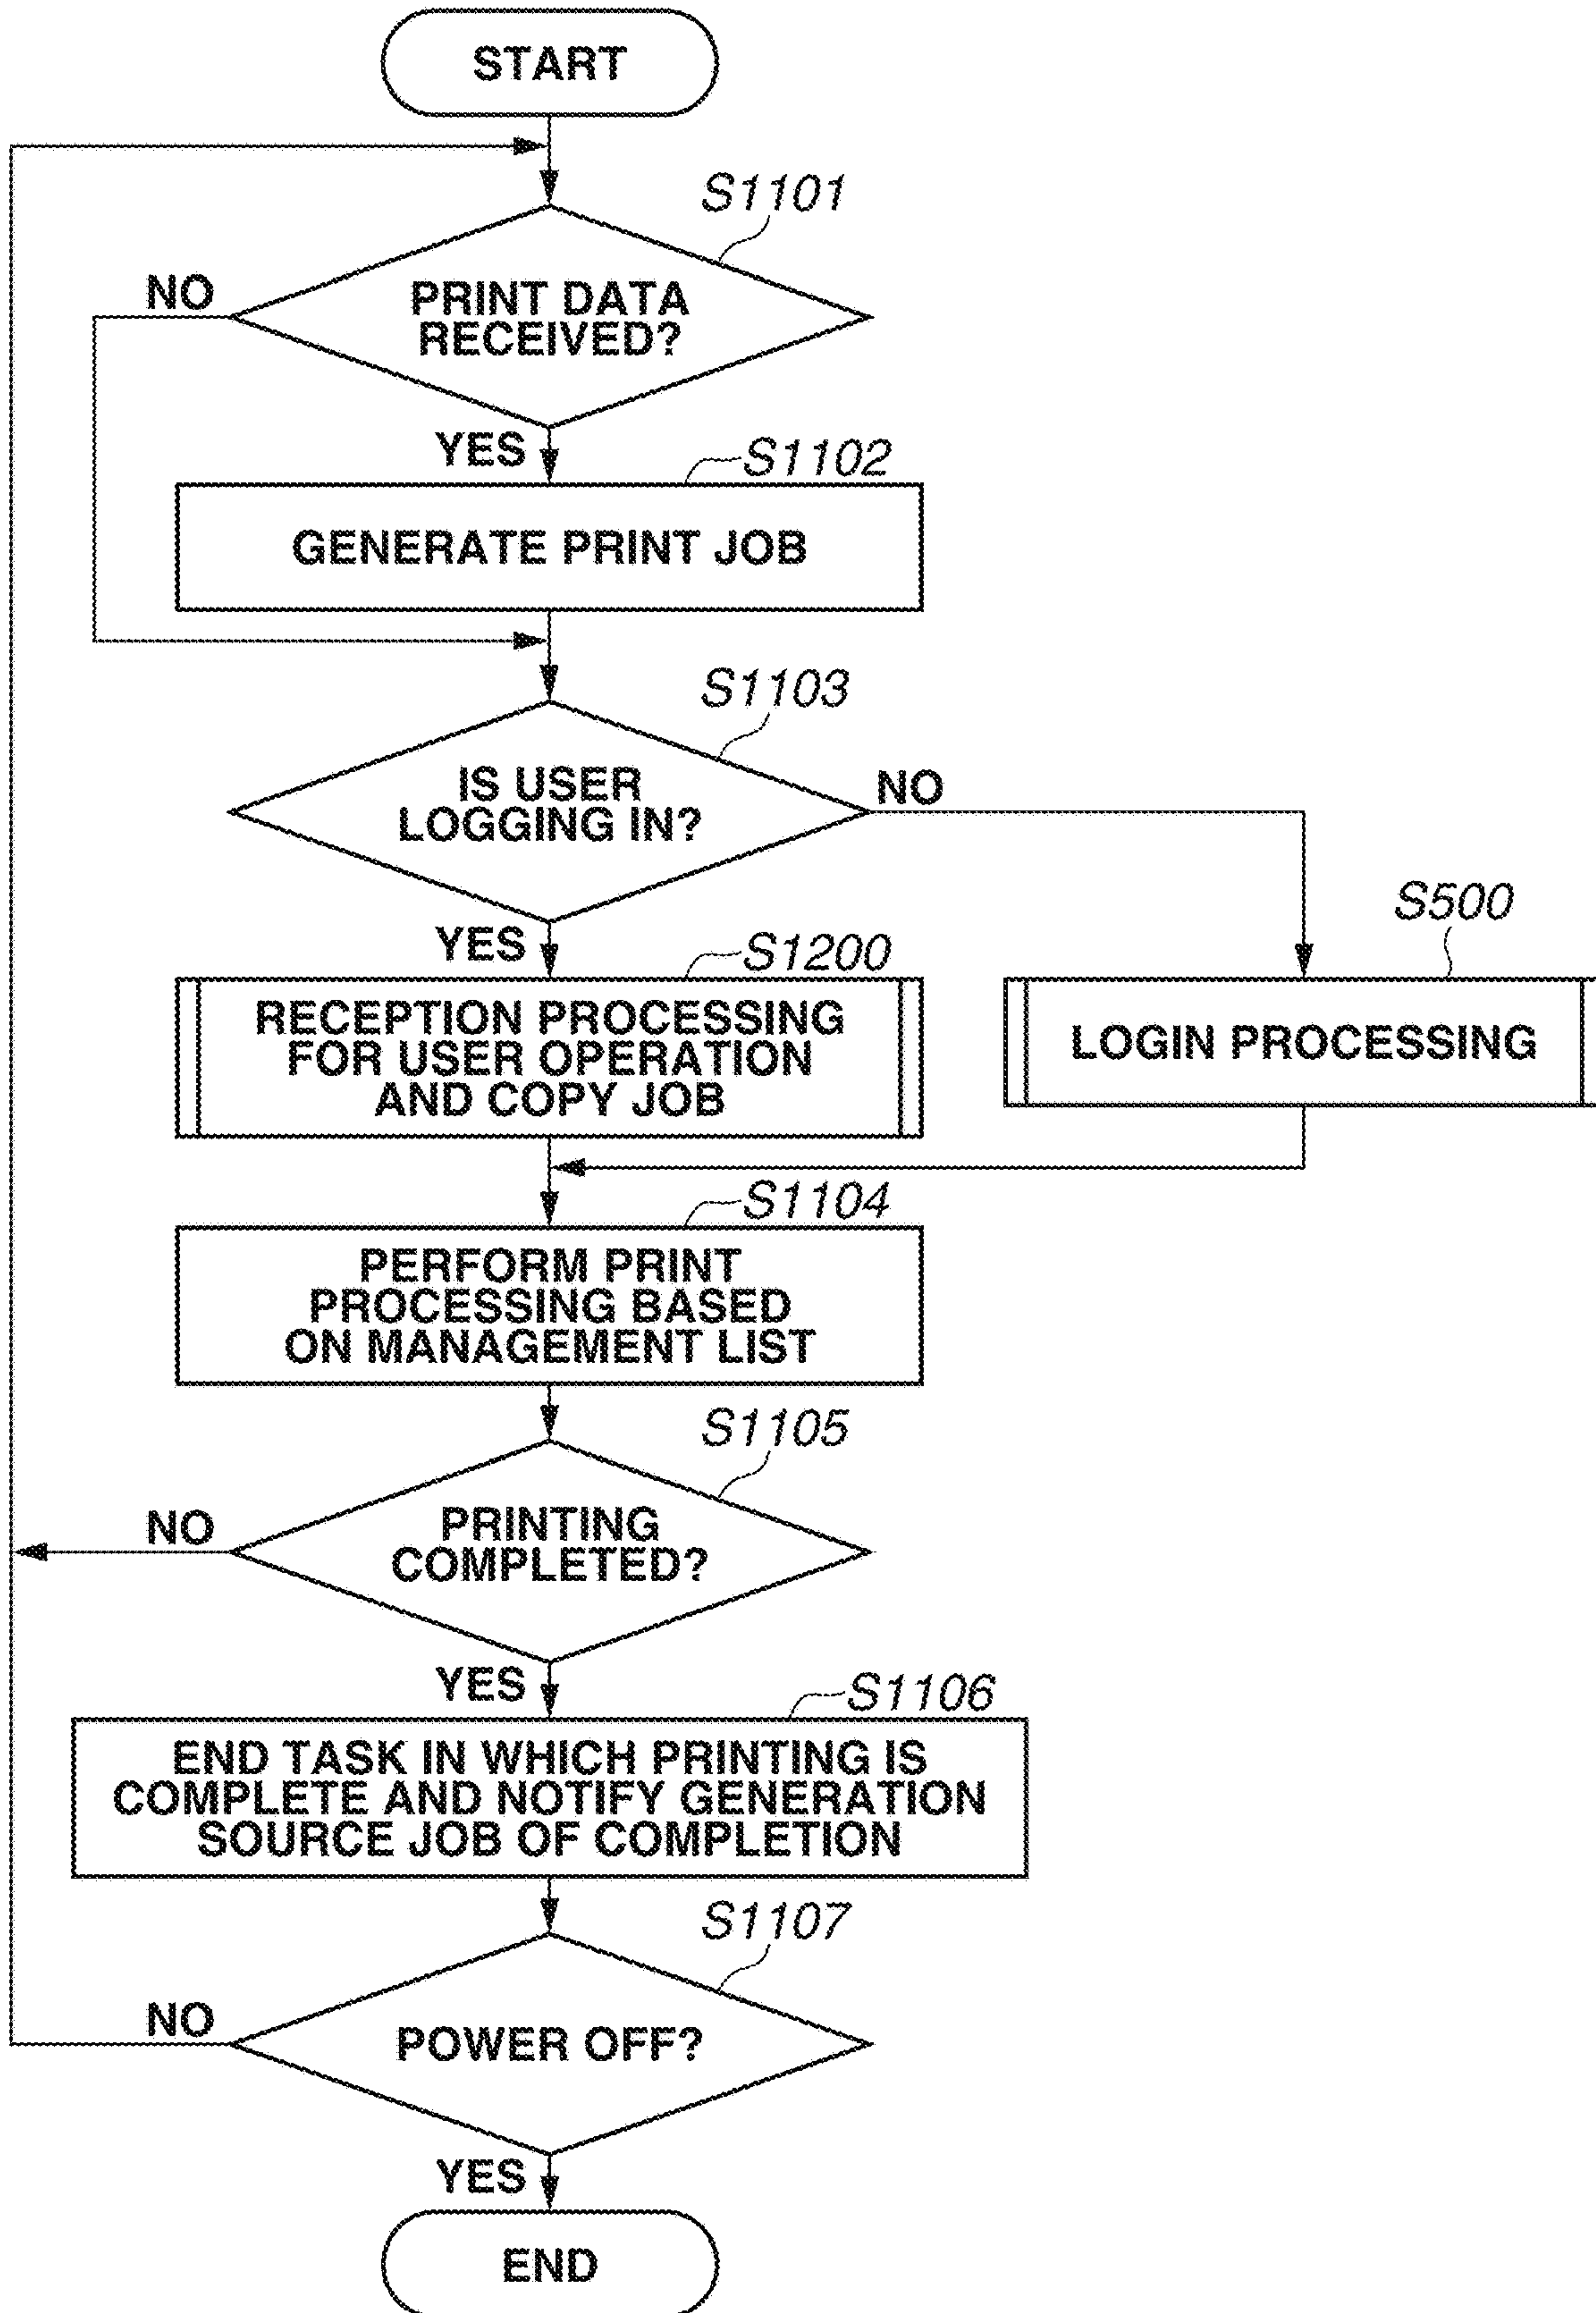 START
S1101
NO
PRINT DATA
RECEIVED?
YES
S1102
GENERATE PRINT JOB
S1103
IS USER
LOGGING IN?
NO
YES
S1200
S500
RECEPTION PROCESSING
FOR USER OPERATION
AND COPY JOB
LOGIN PROCESSING
S1104
PERFORM PRINT
PROCESSING BASED
ON MANAGEMENT LIST
S1105
NO
PRINTING
COMPLETED?
YES
S1106
END TASK IN WHICH PRINTING IS
COMPLETE AND NOTIFY GENERATION
SOURCE JOB OF COMPLETION
S1107
NO
POWER OFF?
YES
END